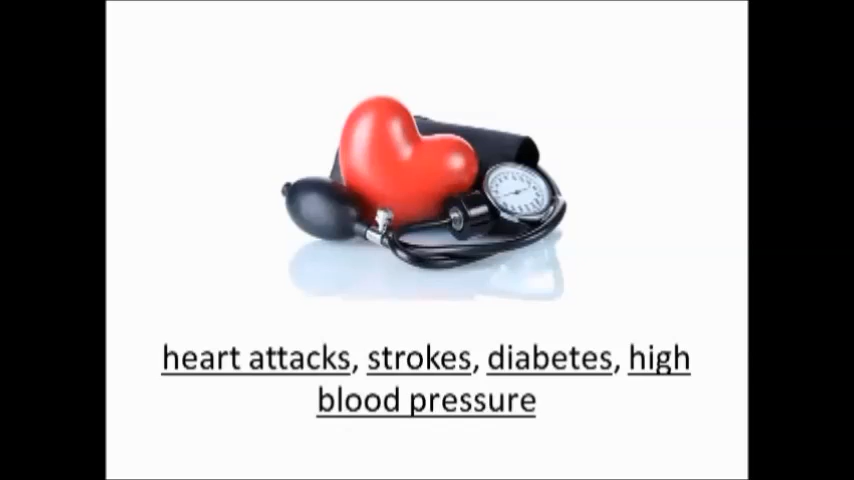 heart attacks, strokes, diabetes, high
blood pressure